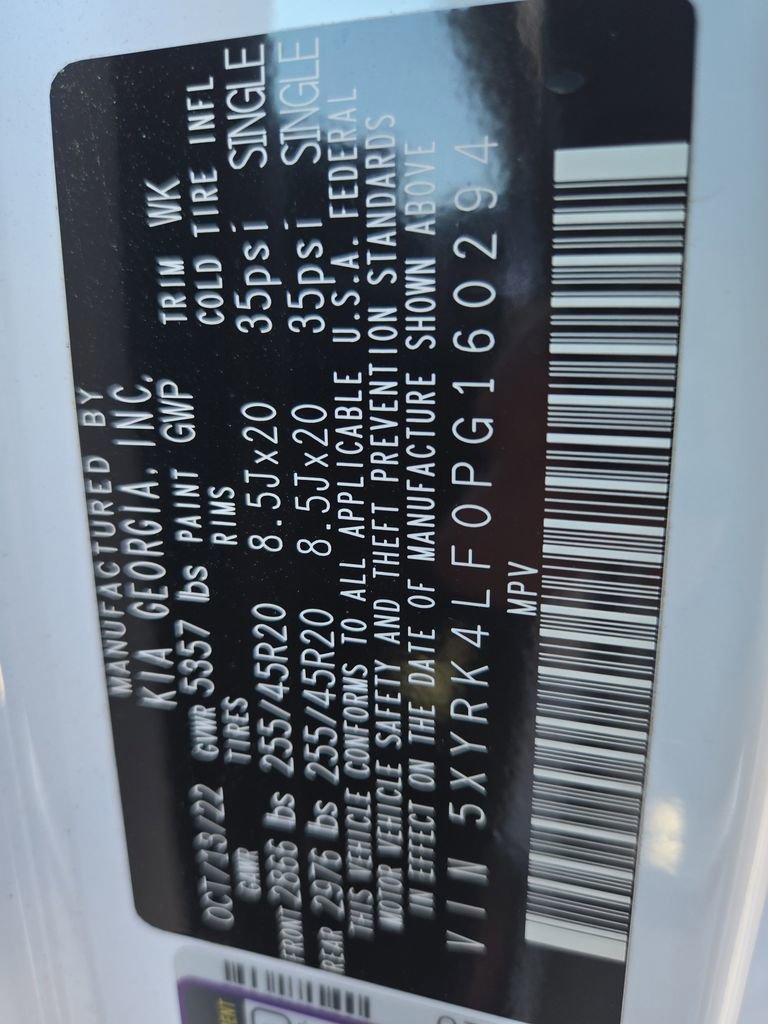 MANUFACTURED BY
KIA GEORGIA, INC.
OCT/13/22 GVWR 5357 lbs PAINT GWP TRIM WK
GAWR TIRES RIMS COLD TIRE INFL
FRONT 2866 lbs 255/45R20 8.5Jx20 35psi SINGLE
REAR 2976 lbs 255/45R20 8.5Jx20 35psi SINGLE
THIS VEHICLE CONFORMS TO ALL APPLICABLE U.S.A. FEDERAL
MOTOR VEHICLE SAFETY AND THEFT PREVENTION STANDARDS
IN EFFECT ON THE DATE OF MANUFACTURE SHOWN ABOVE
VIN 5XYRK4LF0PG160294
MPV